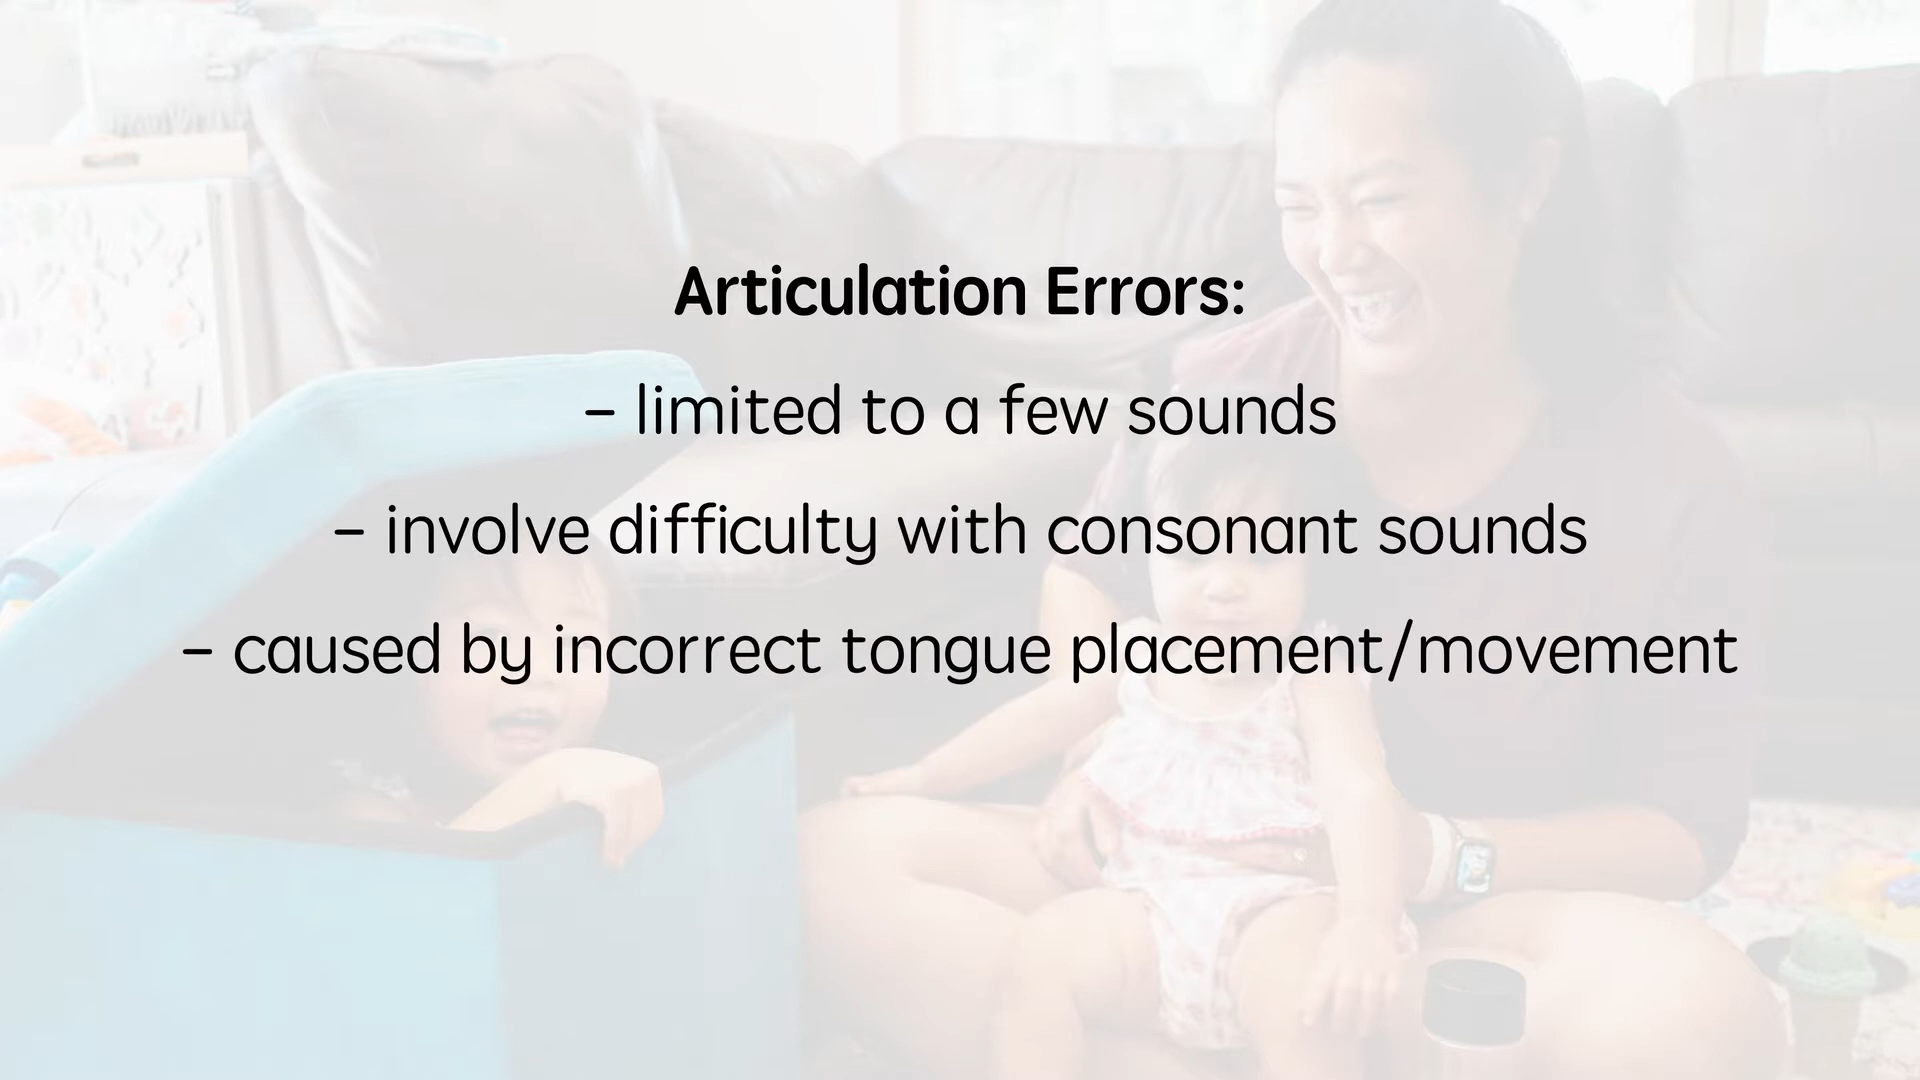 Articulation Errors:
– limited to a few sounds
– involve difficulty with consonant sounds
– caused by incorrect tongue placement/movement